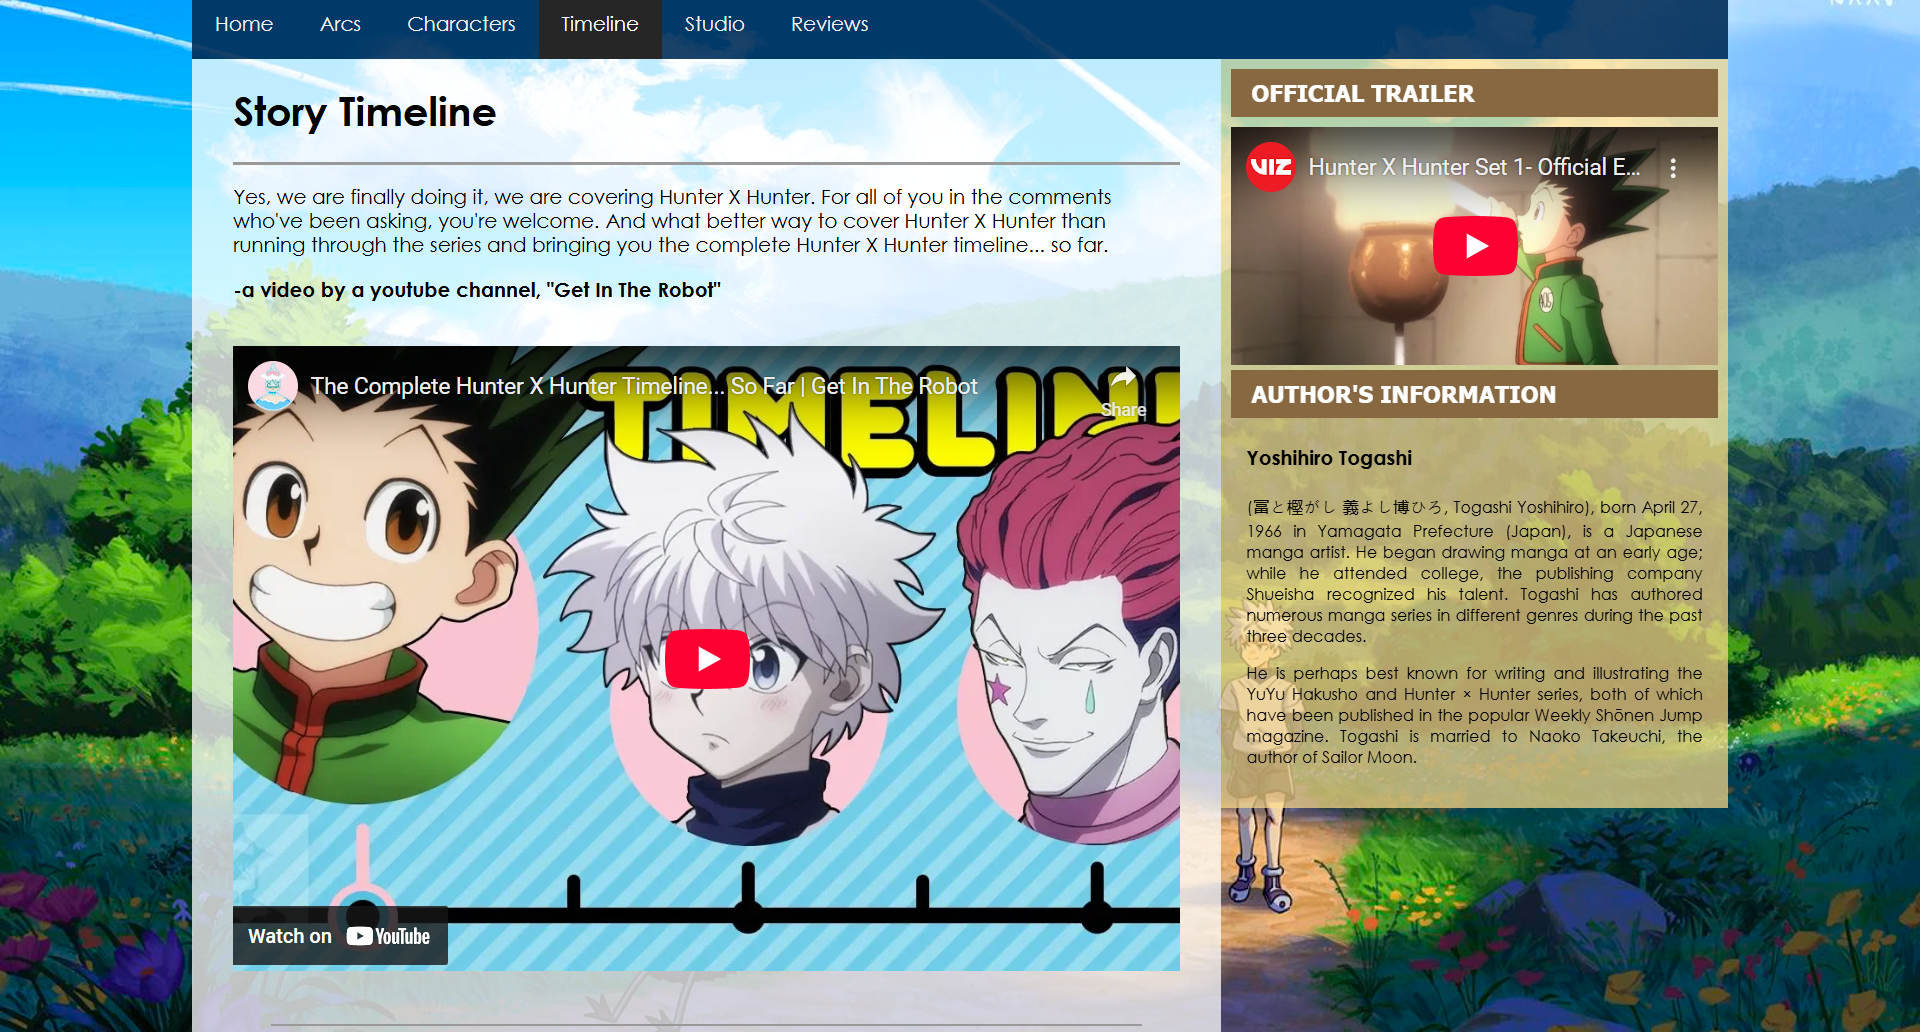 Home Arcs Characters Timeline Studio Reviews
Story Timeline
Yes, we are finally doing it, we are covering Hunter X Hunter. For all of you in the comments
who've been asking, you're welcome. And what better way to cover Hunter X Hunter than
running through the series and bringing you the complete Hunter X Hunter timeline... so far.
-a video by a youtube channel, "Get In The Robot"
The Complete Hunter X Hunter Timeline... So Far | Get In The Robot
Share
TIMELIN
Watch on YouTube
OFFICIAL TRAILER
VIZ
Hunter X Hunter Set 1- Official E...
AUTHOR'S INFORMATION
Yoshihiro Togashi
(冨と樫がし 義よし博ひろ, Togashi Yoshihiro), born April 27,
1966 in Yamagata Prefecture (Japan), is a Japanese
manga artist. He began drawing manga at an early age;
while he attended college, the publishing company
Shueisha recognized his talent. Togashi has authored
numerous manga series in different genres during the past
three decades.
He is perhaps best known for writing and illustrating the
YuYu Hakusho and Hunter × Hunter series, both of which
have been published in the popular Weekly Shōnen Jump
magazine. Togashi is married to Naoko Takeuchi, the
author of Sailor Moon.